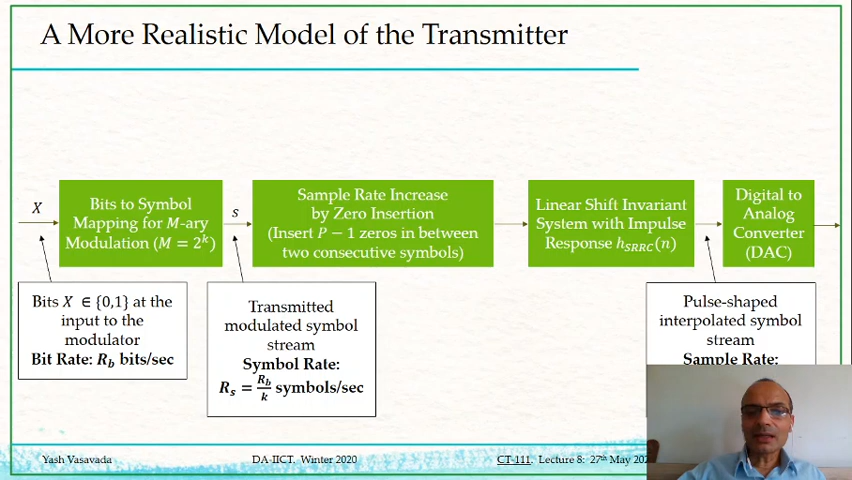 A More Realistic Model of the Transmitter
X
Bits to Symbol
Mapping for M-ary
Modulation (M = 2^k)
s
Sample Rate Increase
by Zero Insertion
(Insert P − 1 zeros in between
two consecutive symbols)
Linear Shift Invariant
System with Impulse
Response h_SRRC(n)
Digital to
Analog
Converter
(DAC)
Bits X ∈ {0,1} at the
input to the
modulator
Bit Rate: R_b bits/sec
Transmitted
modulated symbol
stream
Symbol Rate:
R_s = R_b/k symbols/sec
Pulse-shaped
interpolated symbol
stream
Sample Rate:
Yash Vasavada
DA-IICT, Winter 2020
CT-111, Lecture 8: 27th May